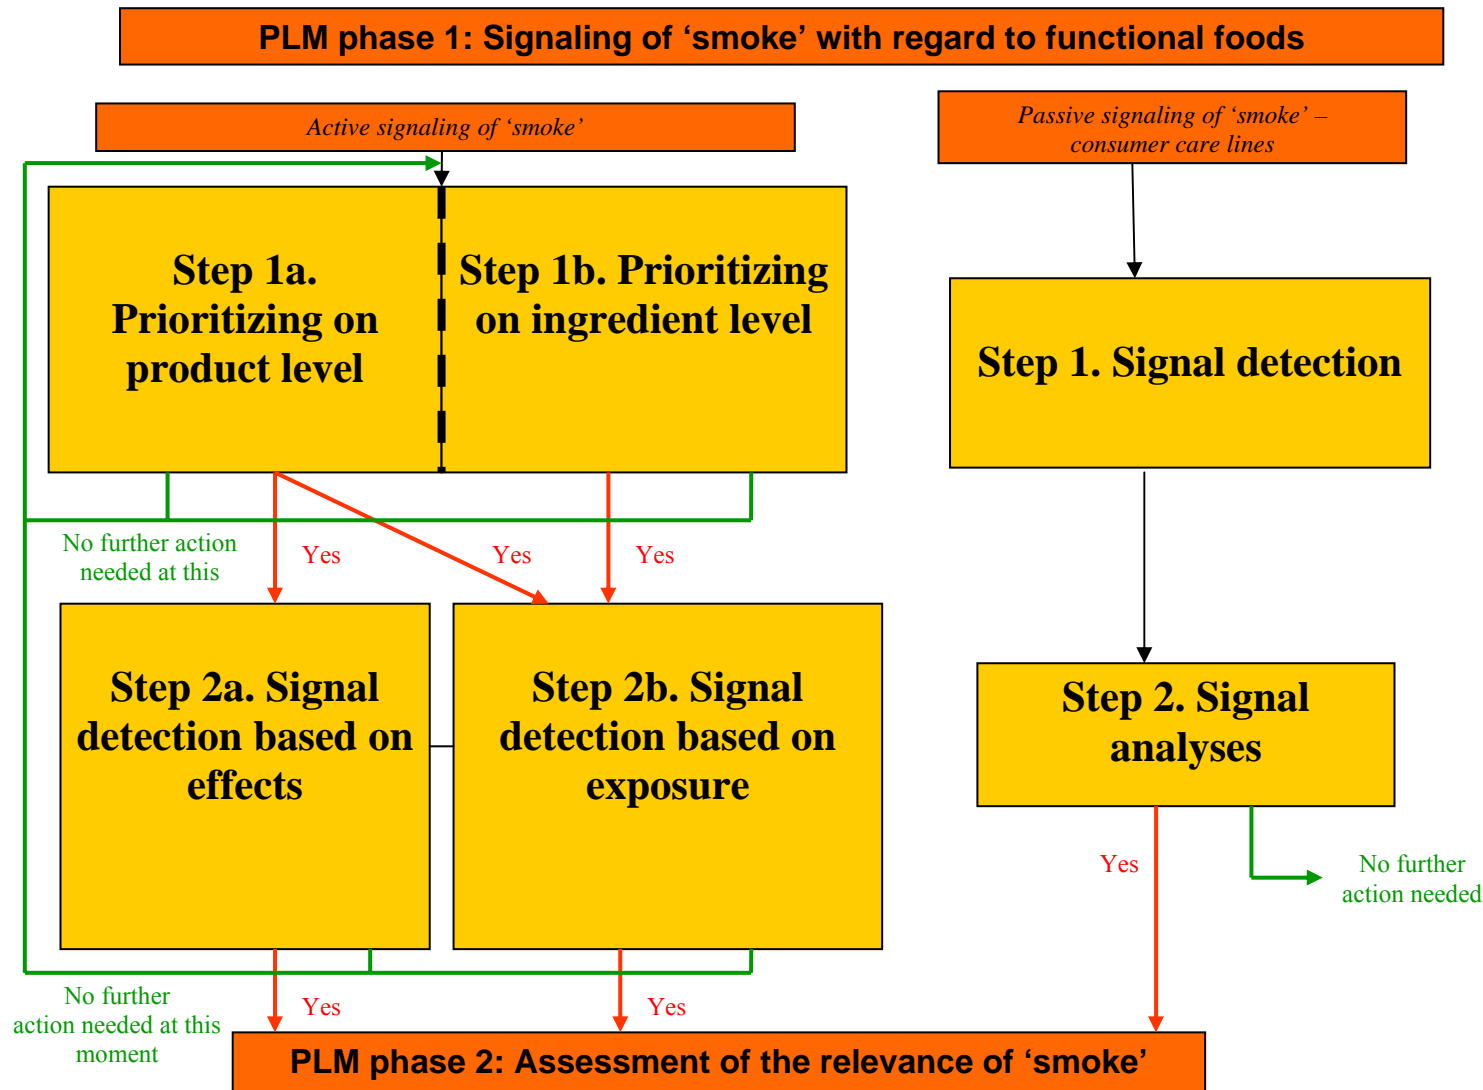 PLM phase 1: Signaling of ‘smoke’ with regard to functional foods
Active signaling of ‘smoke’
Passive signaling of ‘smoke’ –
consumer care lines
Step 1a.
Prioritizing on
product level
Step 1b. Prioritizing
on ingredient level
Step 1. Signal detection
No further action
needed at this
Yes
Yes
Yes
Step 2a. Signal
detection based on
effects
Step 2b. Signal
detection based on
exposure
Step 2. Signal
analyses
Yes
No further
action needed
No further
action needed at this
moment
Yes
Yes
PLM phase 2: Assessment of the relevance of ‘smoke’